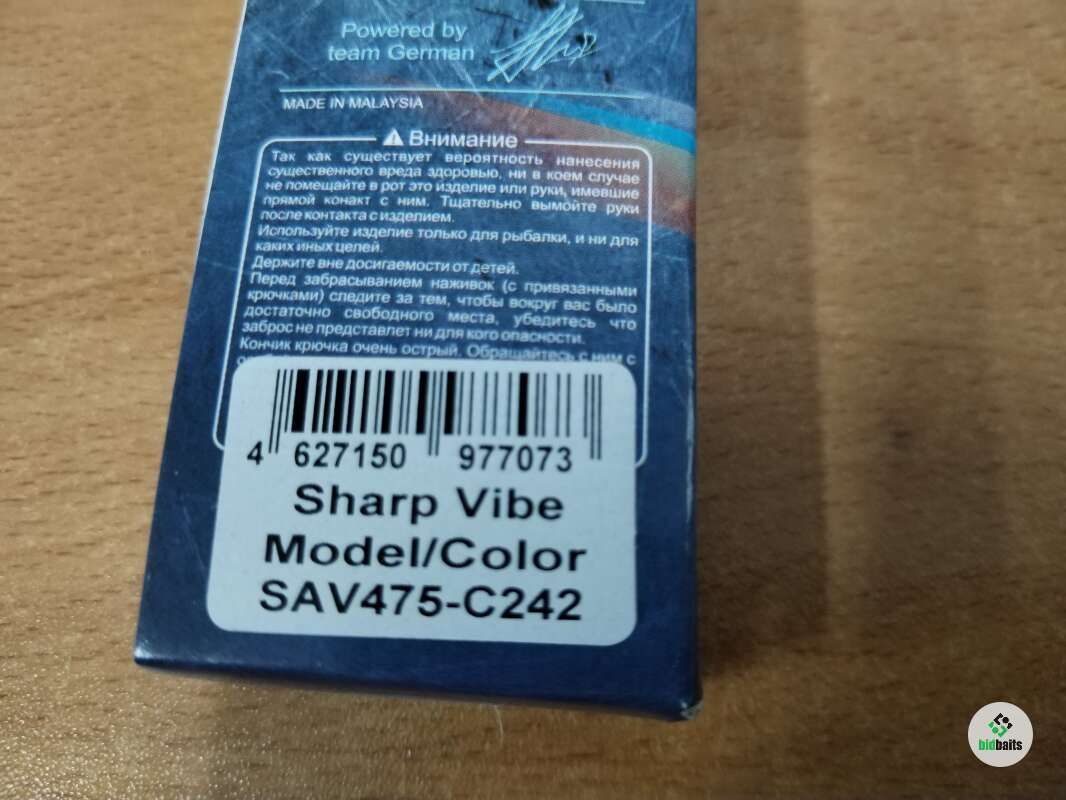 Powered by
team German
MADE IN MALAYSIA
Внимание
Так как существует вероятность нанесения
существенного вреда здоровью, ни в коем случае
не помещайте в рот это изделие или руки, имевшие
прямой конакт с ним. Тщательно вымойте руки
после контакта с изделием.
Используйте изделие только для рыбалки, и ни для
каких иных целей.
Держите вне досигаемости от детей.
Перед забрасыванием наживок (с привязанными
крючками) следите за тем, чтобы вокруг вас было
достаточно свободного места, убедитесь что
заброс не представлет ни для кого опасности.
Кончик крючка очень острый. Обращайтесь с ним с
4 627150 977073
Sharp Vibe
Model/Color
SAV475-C242
bidbaits